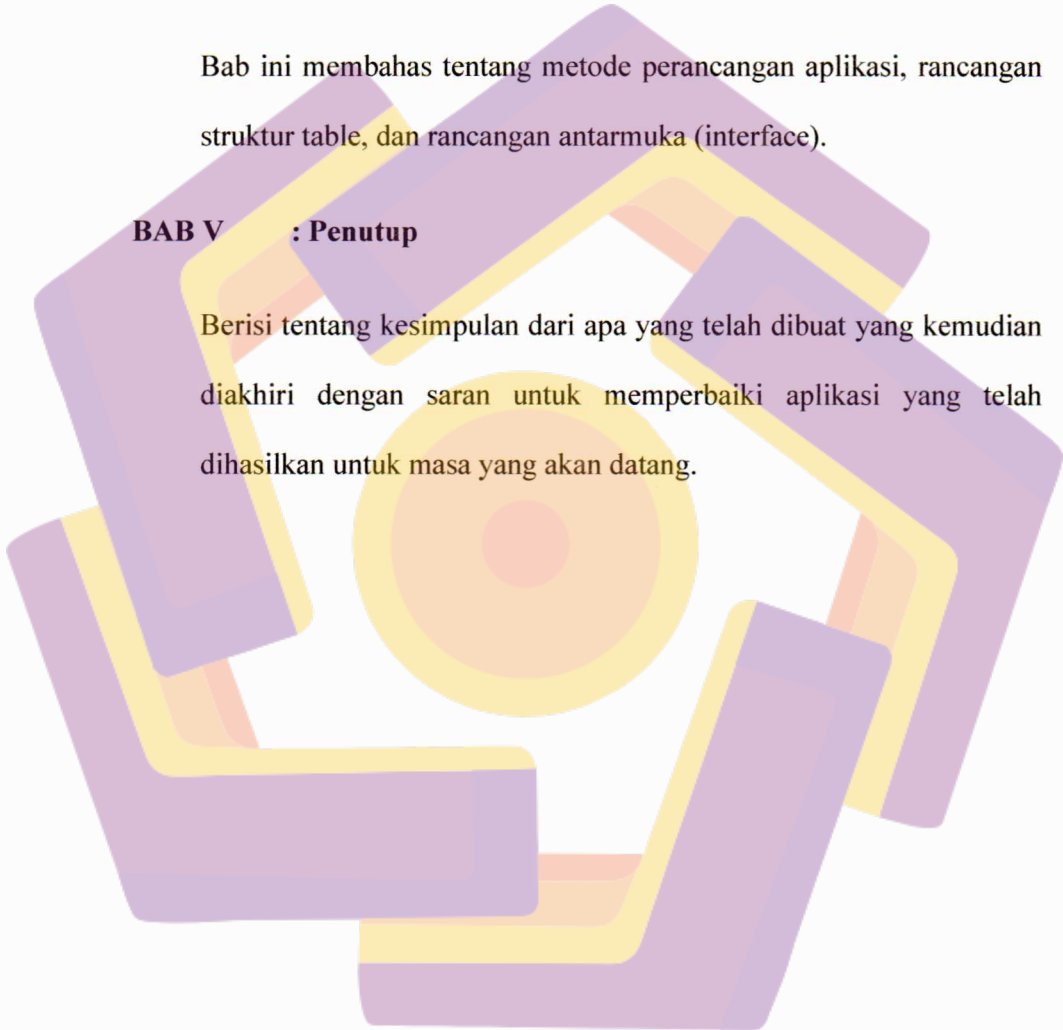 Bab ini membahas tentang metode perancangan aplikasi, rancangan
struktur table, dan rancangan antarmuka (interface).
BAB V : Penutup
Berisi tentang kesimpulan dari apa yang telah dibuat yang kemudian
diakhiri dengan saran untuk memperbaiki aplikasi yang telah
dihasilkan untuk masa yang akan datang.